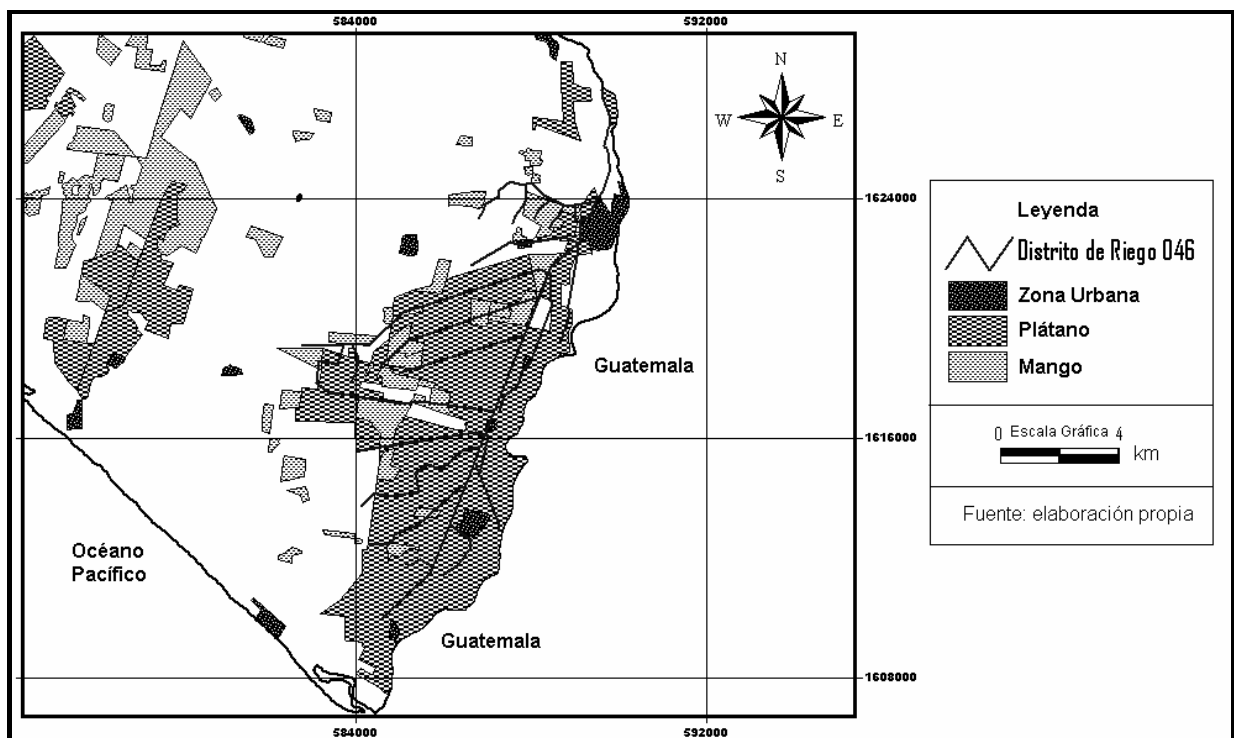 584000
592000
N
W
E
S
1624000
Leyenda
Distrito de Riego 046
Zona Urbana
Plátano
Mango
Guatemala
1616000
0 Escala Gráfica 4
km
Fuente: elaboración propia
Océano
Pacífico
Guatemala
1608000
584000
592000